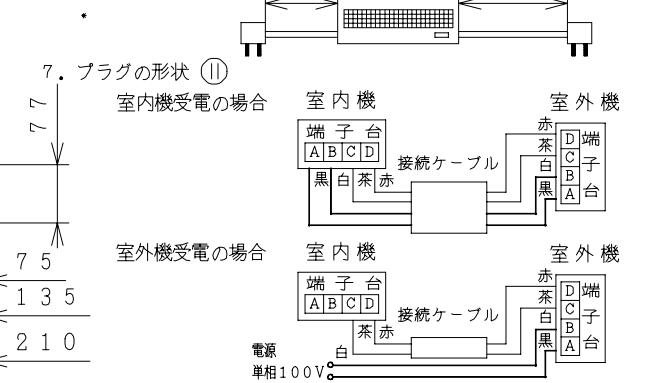 7．プラグの形状
77
室内機受電の場合
室内機
室外機
端子台
A B C D
黒 白 茶 赤
接続ケーブル
赤
茶
白
黒
D
C
B
A
端子台
75
135
210
室外機受電の場合
室内機
室外機
端子台
A B C D
茶 赤
接続ケーブル
赤
茶
白
黒
D
C
B
A
端子台
電源
単相100V
白